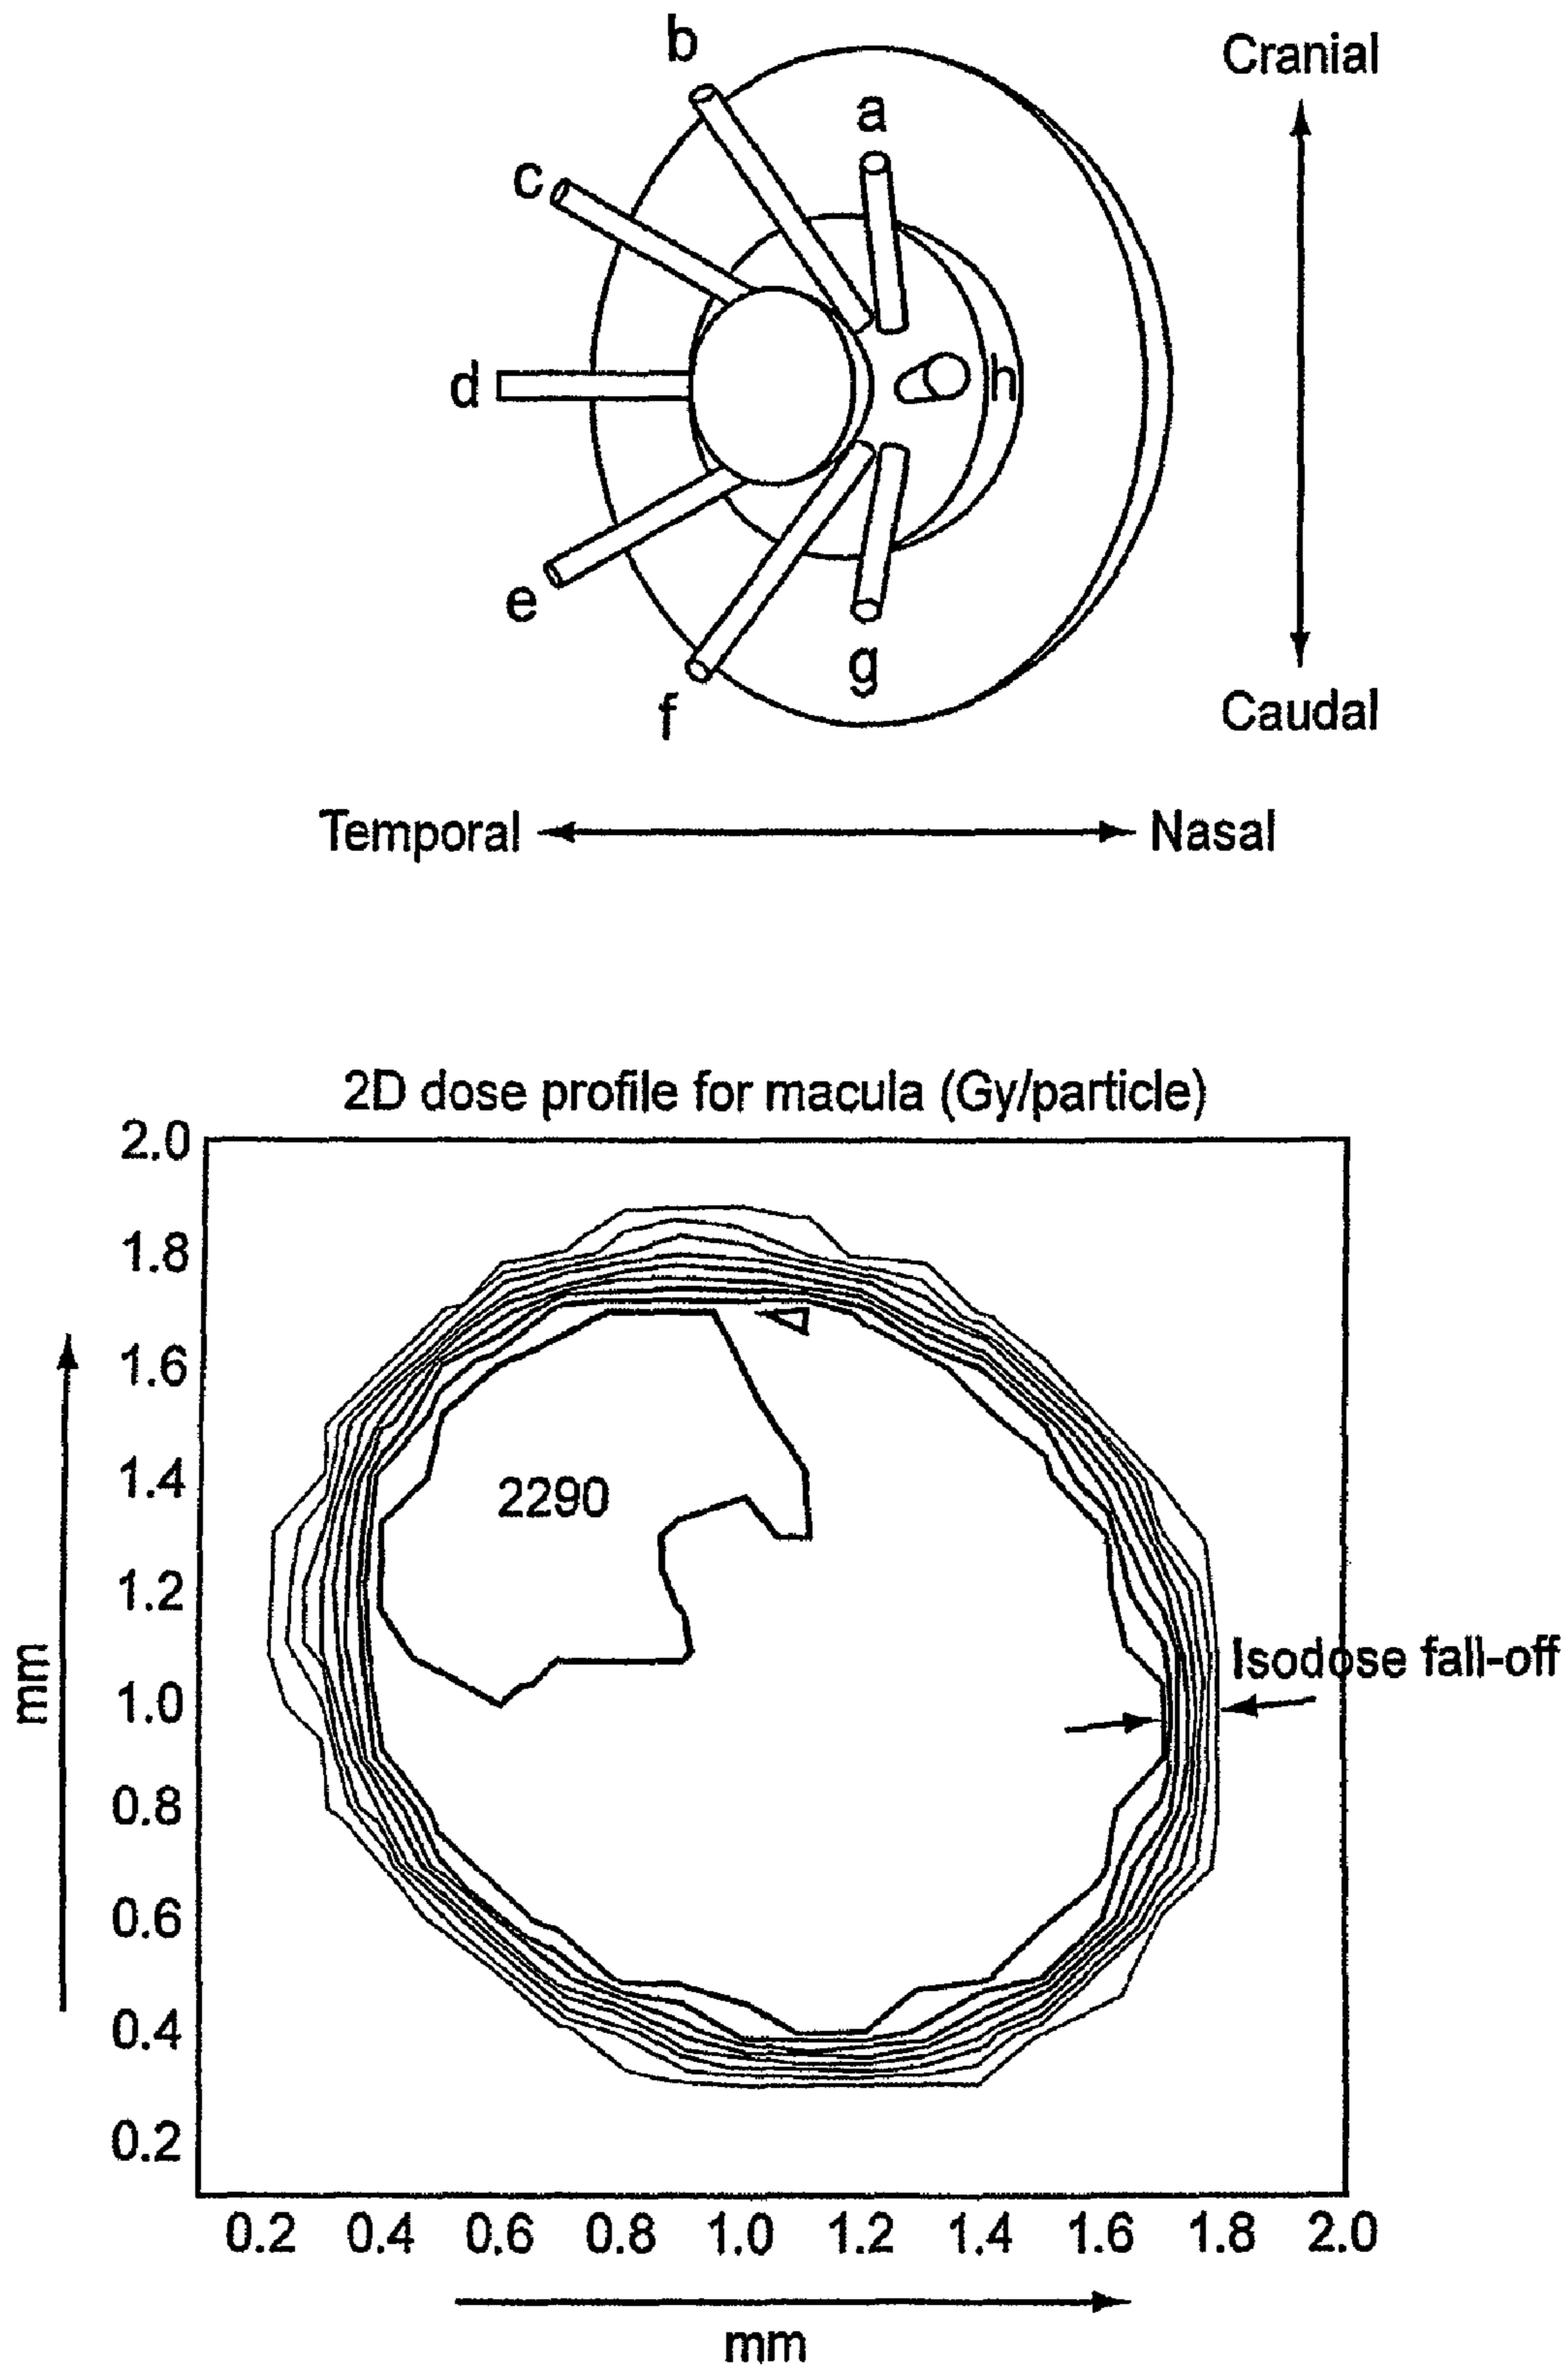 b
Cranial
a
c
d
h
e
g
f
Caudal
Temporal
Nasal
2D dose profile for macula (Gy/particle)
2.0
1.8
1.6
1.4
2290
1.2
Isodose fall-off
mm
1.0
0.8
0.6
0.4
0.2
0.2 0.4 0.6 0.8 1.0 1.2 1.4 1.6 1.8 2.0
mm